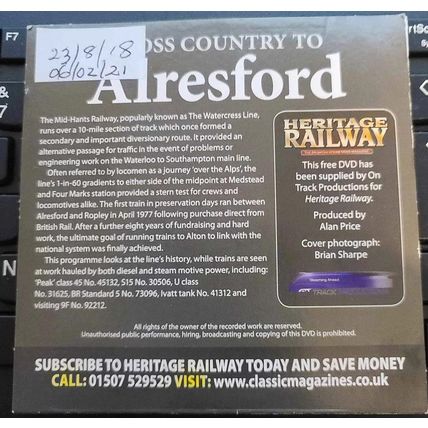 F7
23/8/18
06/02/21
OSS COUNTRY TO
Alresford
The Mid-Hants Railway, popularly known as The Watercress Line,
runs over a 10-mile section of track which once formed a
secondary and important diversionary route. It provided an
alternative passage for traffic in the event of problems or
engineering work on the Waterloo to Southampton main line.
Often referred to by locomen as a journey 'over the Alps', the
line's 1-in-60 gradients to either side of the midpoint at Medstead
and Four Marks station provided a stern test for crews and
locomotives alike. The first train in preservation days ran between
Alresford and Ropley in April 1977 following purchase direct from
British Rail. After a further eight years of fundraising and hard
work, the ultimate goal of running trains to Alton to link with the
national system was finally achieved.
This programme looks at the line's history, while trains are seen
at work hauled by both diesel and steam motive power, including:
'Peak' class 45 No. 45132, S15 No. 30506, U class
No. 31625, BR Standard 5 No. 73096, Ivatt tank No. 41312 and
visiting 9F No. 92212.
HERITAGE
RAILWAY
This free DVD has
been supplied by On
Track Productions for
Heritage Railway.
Produced by
Alan Price
Cover photograph:
Brian Sharpe
TRACK
All rights of the owner of the recorded work are reserved.
Unauthorised public performance, hiring, broadcasting and copying of this DVD is prohibited.
SUBSCRIBE TO HERITAGE RAILWAY TODAY AND SAVE MONEY
CALL: 01507 529529 VISIT: www.classicmagazines.co.uk